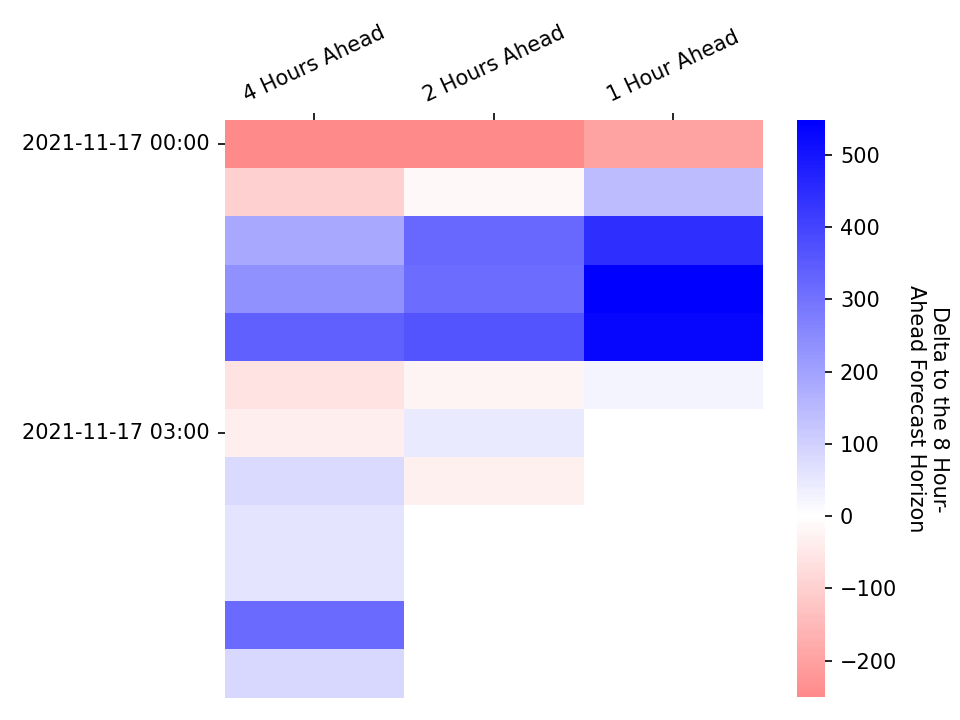 4 Hours Ahead
2 Hours Ahead
1 Hour Ahead
2021-11-17 00:00
2021-11-17 03:00
500
400
300
200
100
0
−100
−200
Delta to the 8 Hour-
Ahead Forecast Horizon